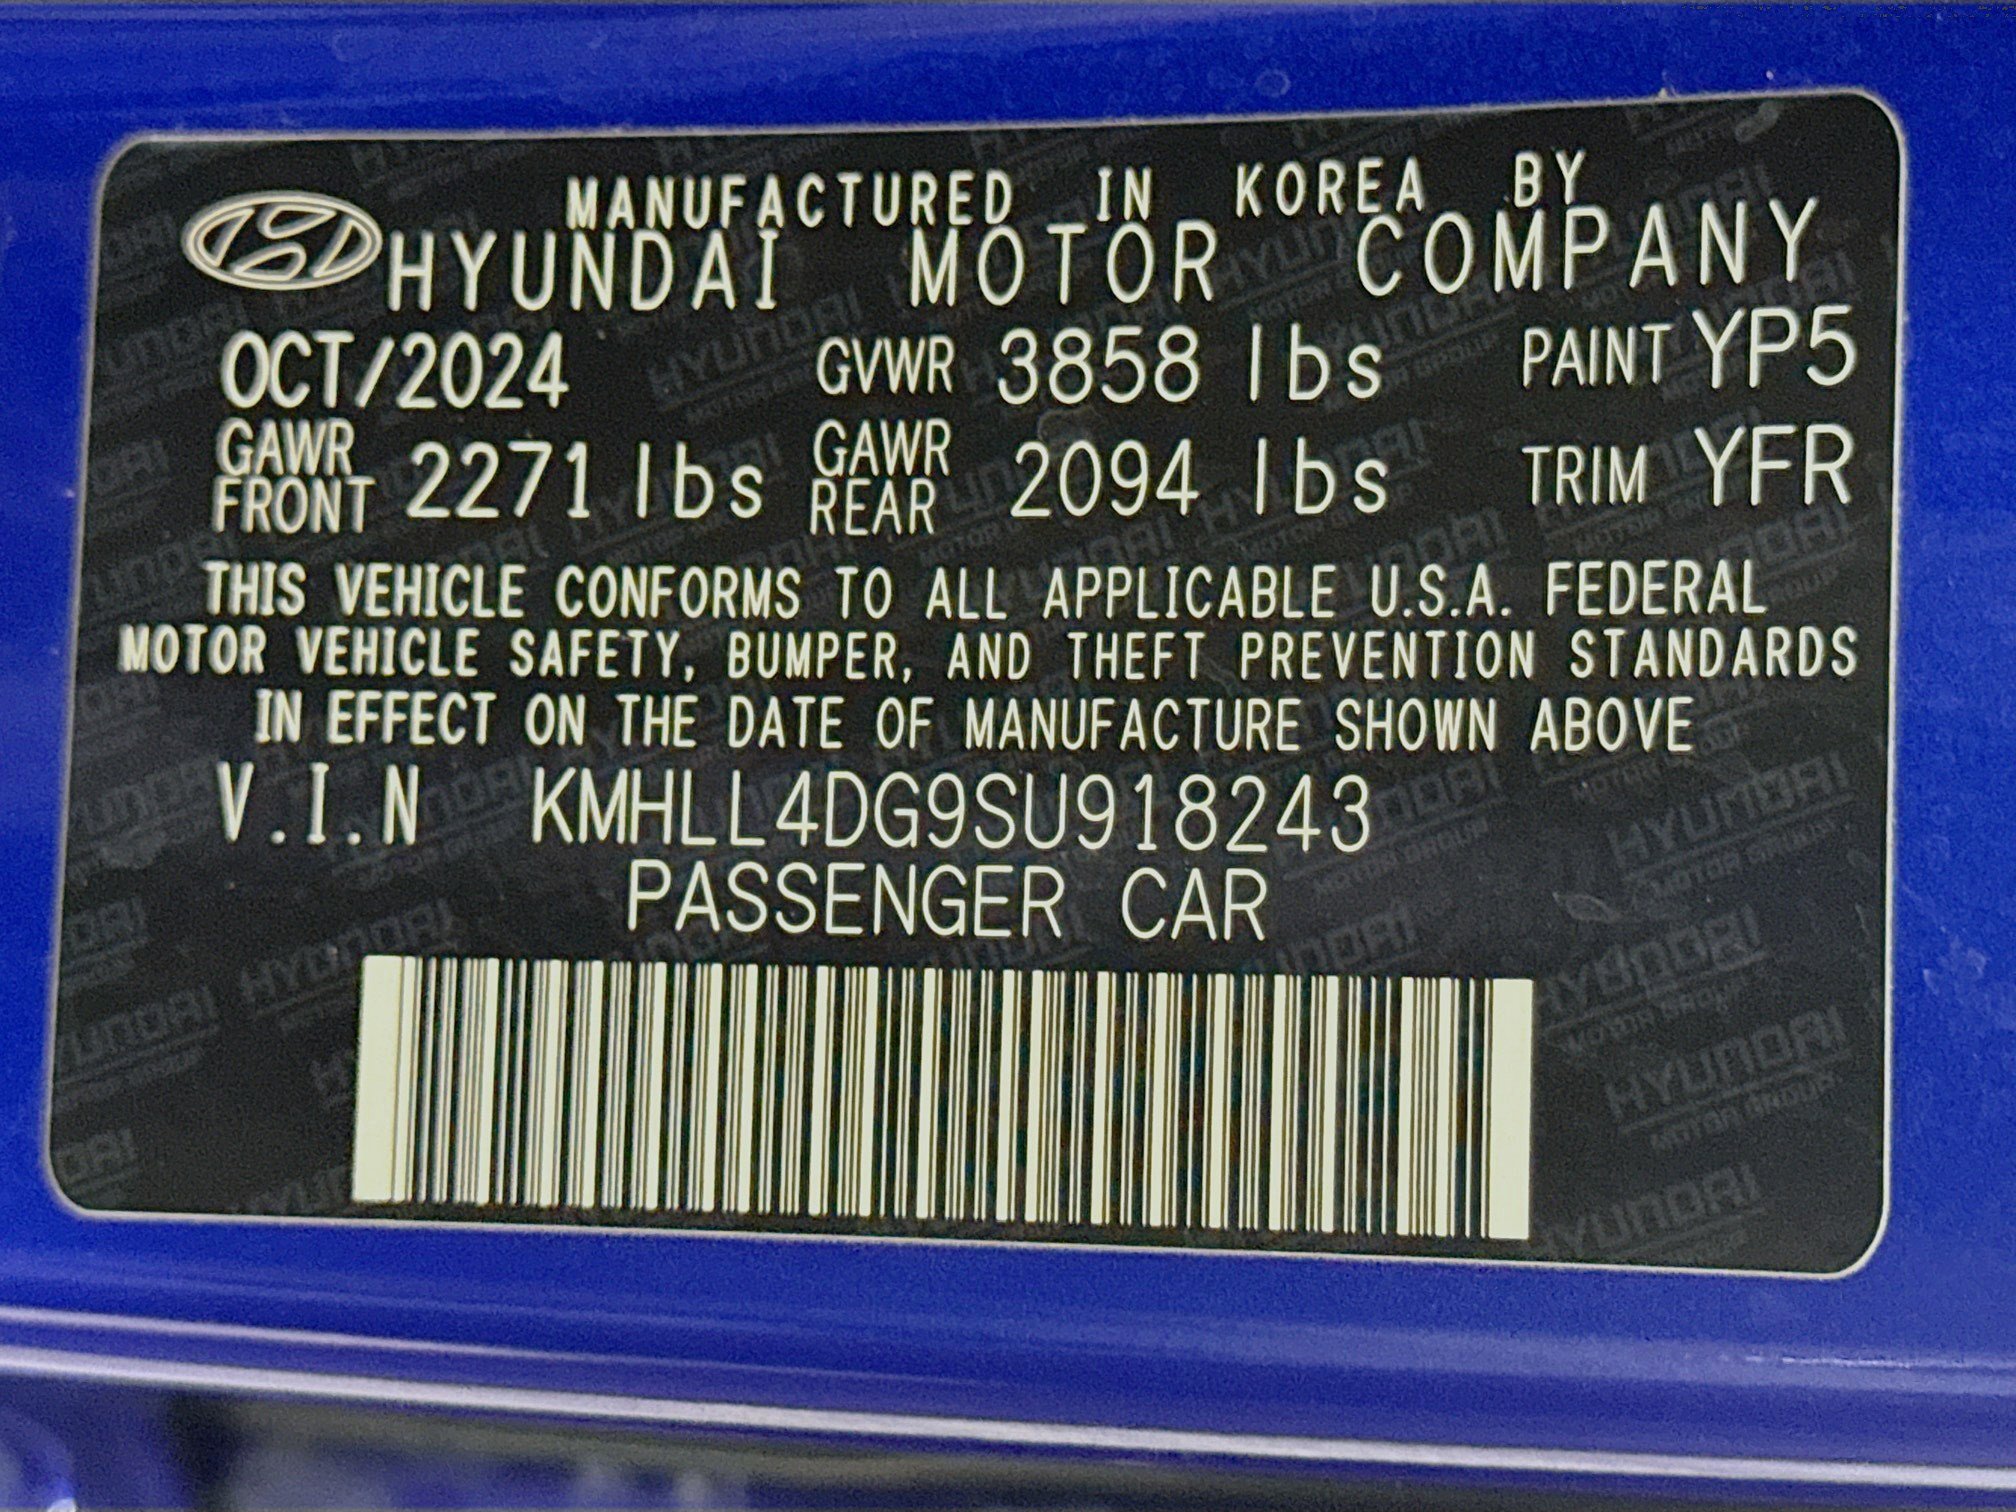 MANUFACTURED IN KOREA BY
HYUNDAI MOTOR COMPANY
OCT/2024 GVWR 3858 lbs PAINT YP5
GAWR FRONT 2271 lbs GAWR REAR 2094 lbs TRIM YFR
THIS VEHICLE CONFORMS TO ALL APPLICABLE U.S.A. FEDERAL
MOTOR VEHICLE SAFETY, BUMPER, AND THEFT PREVENTION STANDARDS
IN EFFECT ON THE DATE OF MANUFACTURE SHOWN ABOVE
V.I.N KMHLL4DG9SU918243
PASSENGER CAR